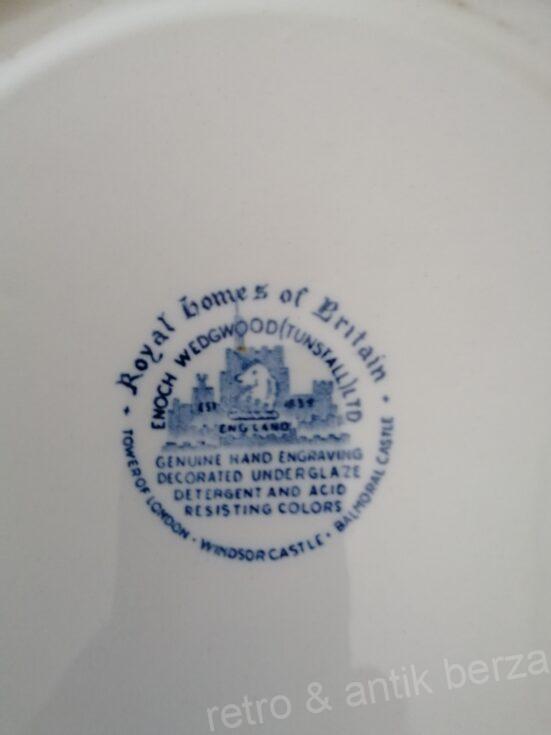 Royal Homes of Britain
ENOCH WEDGWOOD (TUNSTALL) LTD
EST 1835
ENGLAND
GENUINE HAND ENGRAVING
DECORATED UNDERGLAZE
DETERGENT AND ACID
RESISTING COLORS
TOWER OF LONDON · WINDSOR CASTLE · BALMORAL CASTLE
retro & antik berza